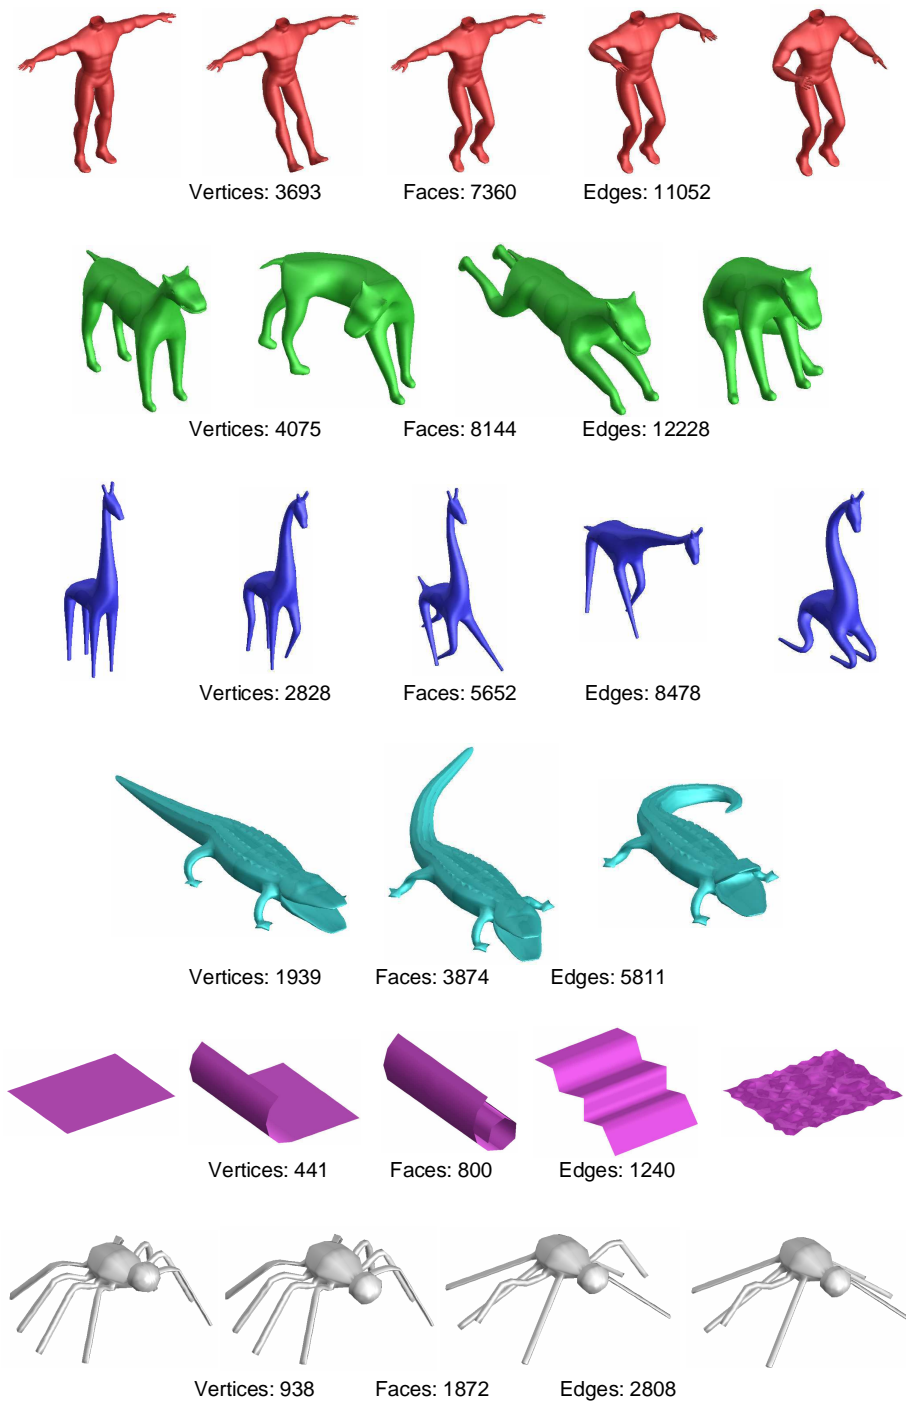 Vertices: 3693 Faces: 7360 Edges: 11052
Vertices: 4075 Faces: 8144 Edges: 12228
Vertices: 2828 Faces: 5652 Edges: 8478
Vertices: 1939 Faces: 3874 Edges: 5811
Vertices: 441 Faces: 800 Edges: 1240
Vertices: 938 Faces: 1872 Edges: 2808